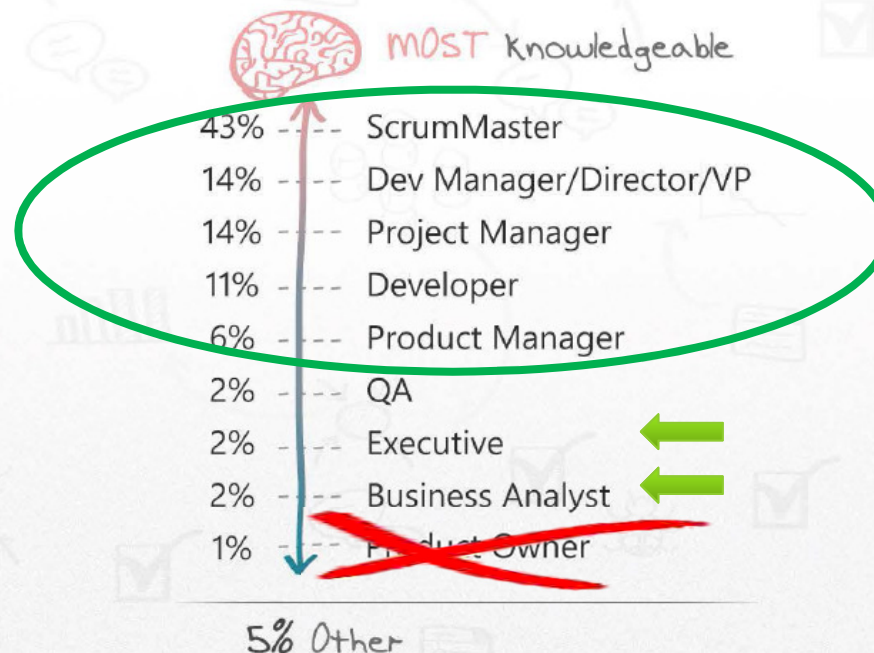 MOST Knowledgeable
43% ScrumMaster
14% Dev Manager/Director/VP
14% Project Manager
11% Developer
6% Product Manager
2% QA
2% Executive
2% Business Analyst
1% Product Owner
5% Other